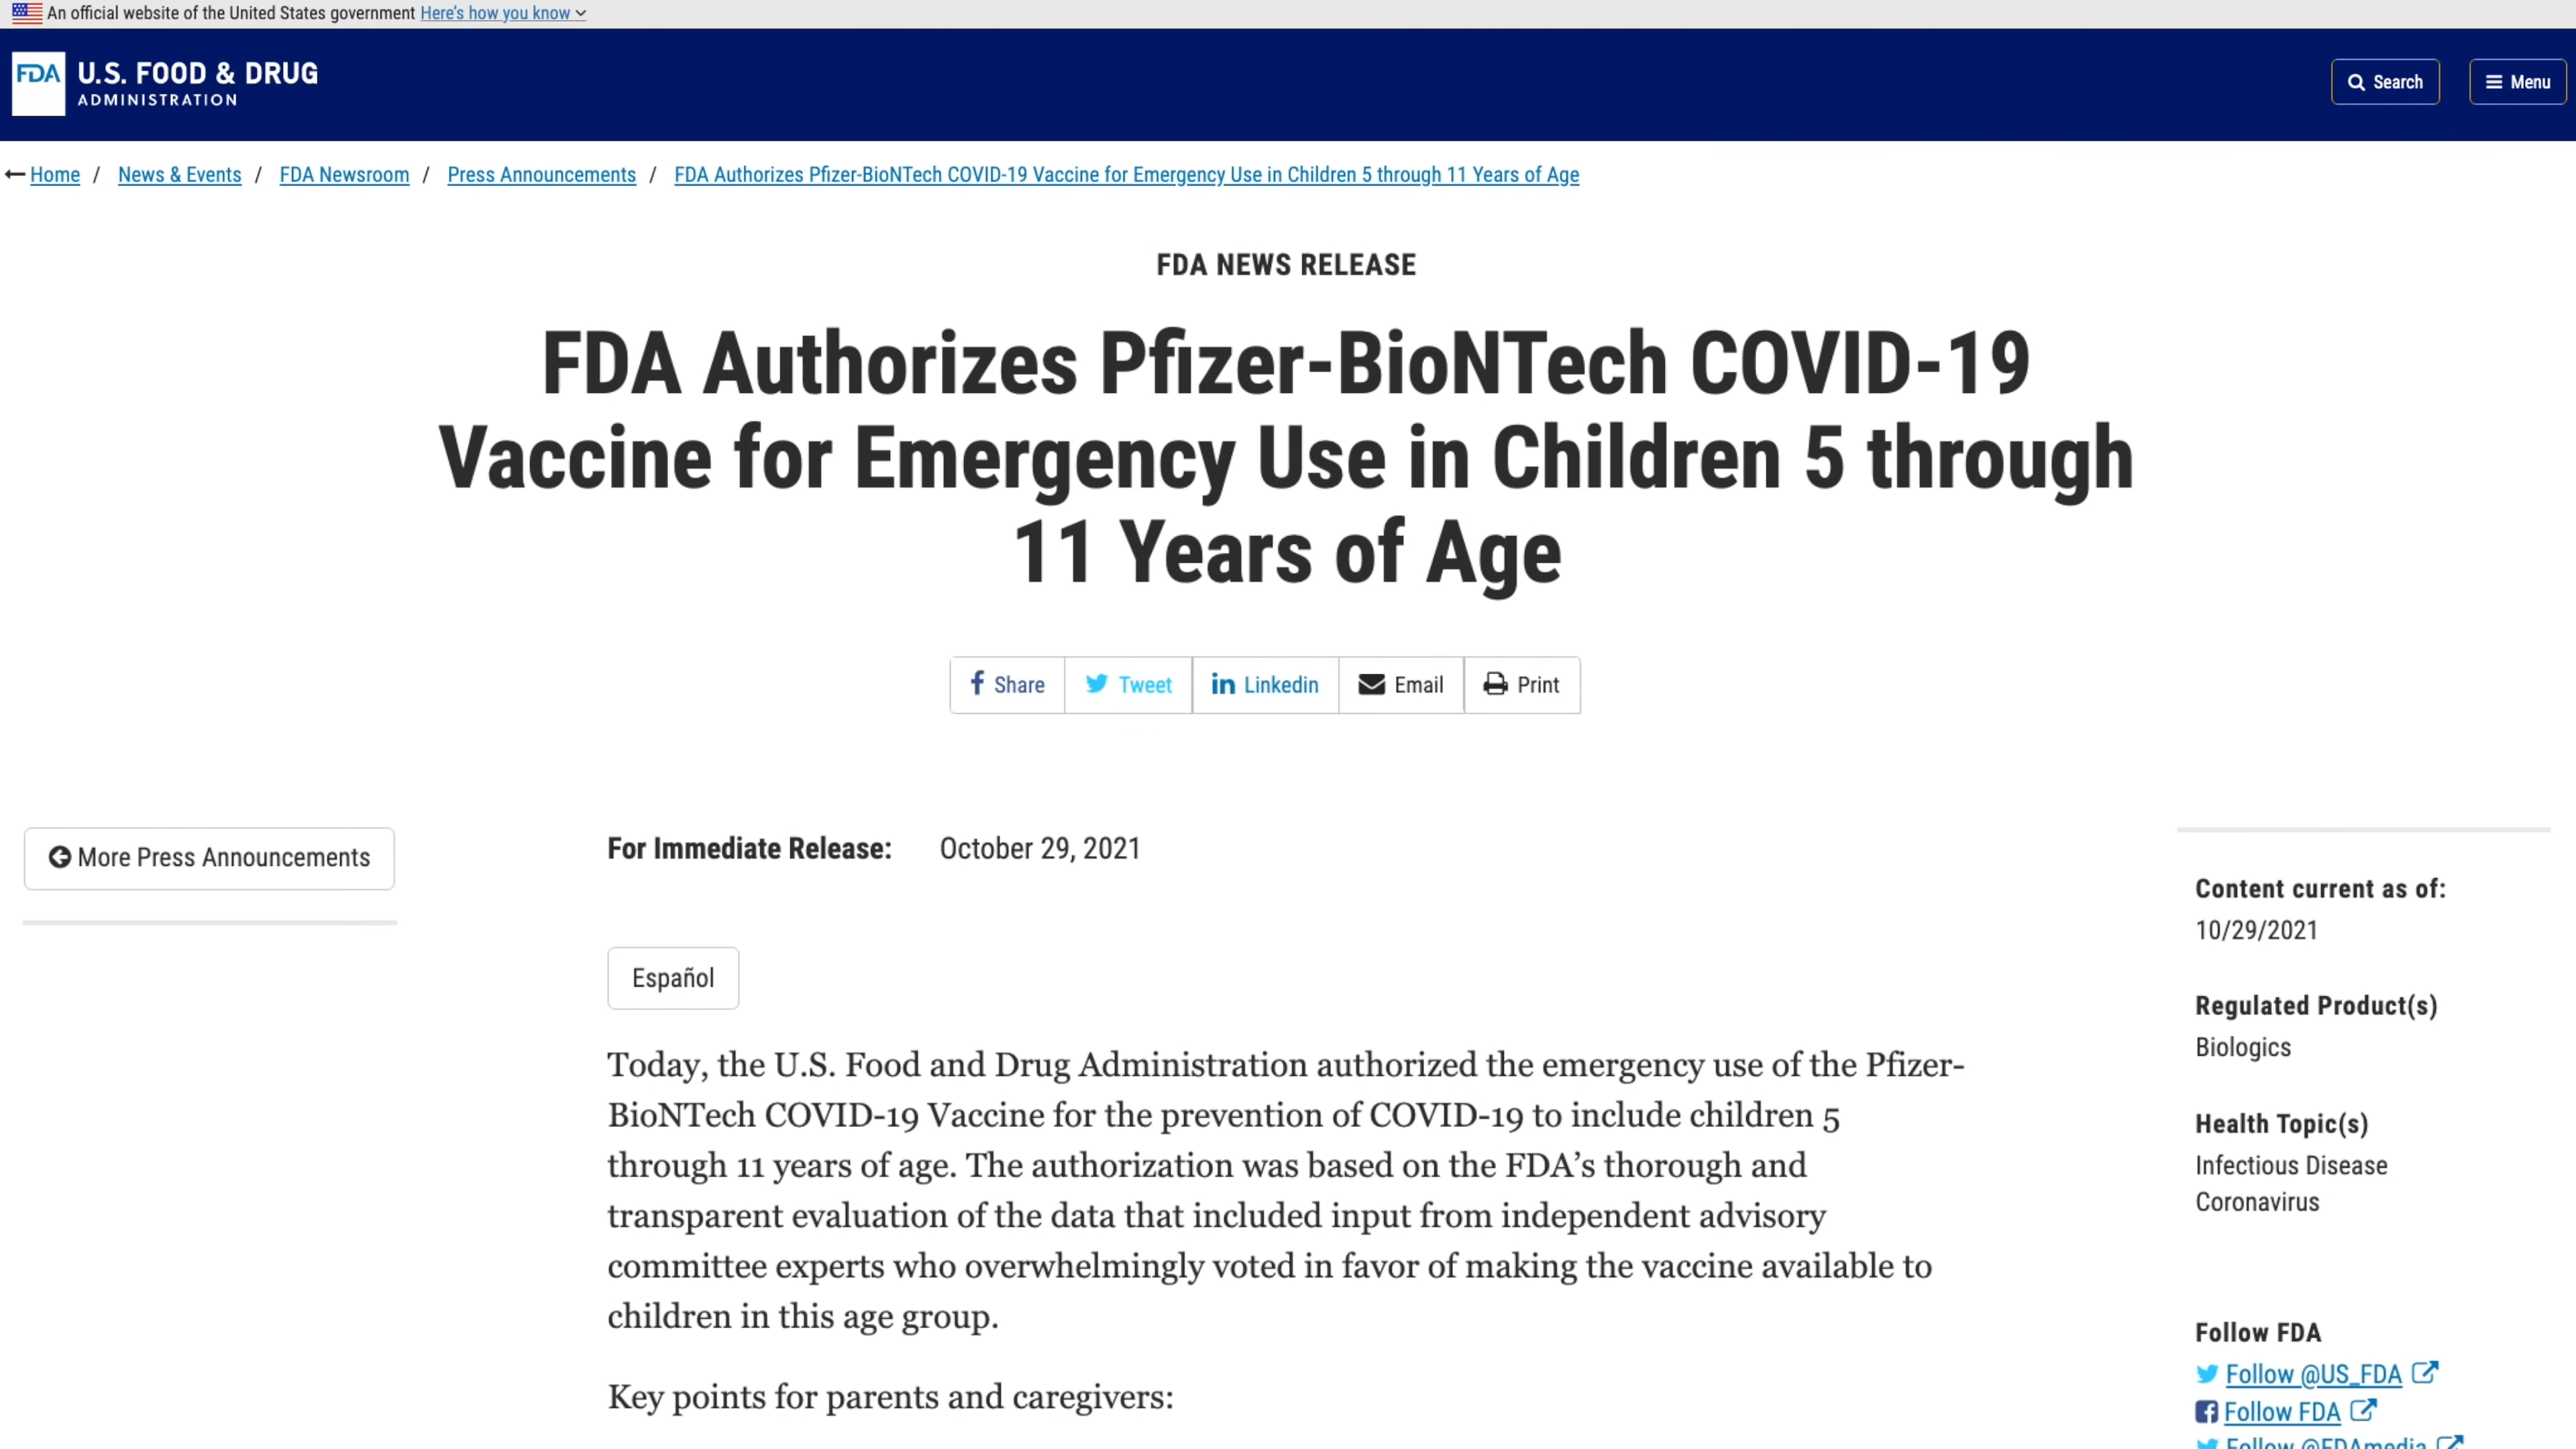 An official website of the United States government Here's how you know
FDA U.S. FOOD & DRUG
ADMINISTRATION
Search
Menu
Home / News & Events / FDA Newsroom / Press Announcements / FDA Authorizes Pfizer-BioNTech COVID-19 Vaccine for Emergency Use in Children 5 through 11 Years of Age
FDA NEWS RELEASE
FDA Authorizes Pfizer-BioNTech COVID-19
Vaccine for Emergency Use in Children 5 through
11 Years of Age
Share
Tweet
Linkedin
Email
Print
More Press Announcements
For Immediate Release: October 29, 2021
Español
Today, the U.S. Food and Drug Administration authorized the emergency use of the Pfizer-
BioNTech COVID-19 Vaccine for the prevention of COVID-19 to include children 5
through 11 years of age. The authorization was based on the FDA’s thorough and
transparent evaluation of the data that included input from independent advisory
committee experts who overwhelmingly voted in favor of making the vaccine available to
children in this age group.
Key points for parents and caregivers:
Content current as of:
10/29/2021
Regulated Product(s)
Biologics
Health Topic(s)
Infectious Disease
Coronavirus
Follow FDA
Follow @US_FDA
Follow FDA
Follow @FDAmedia